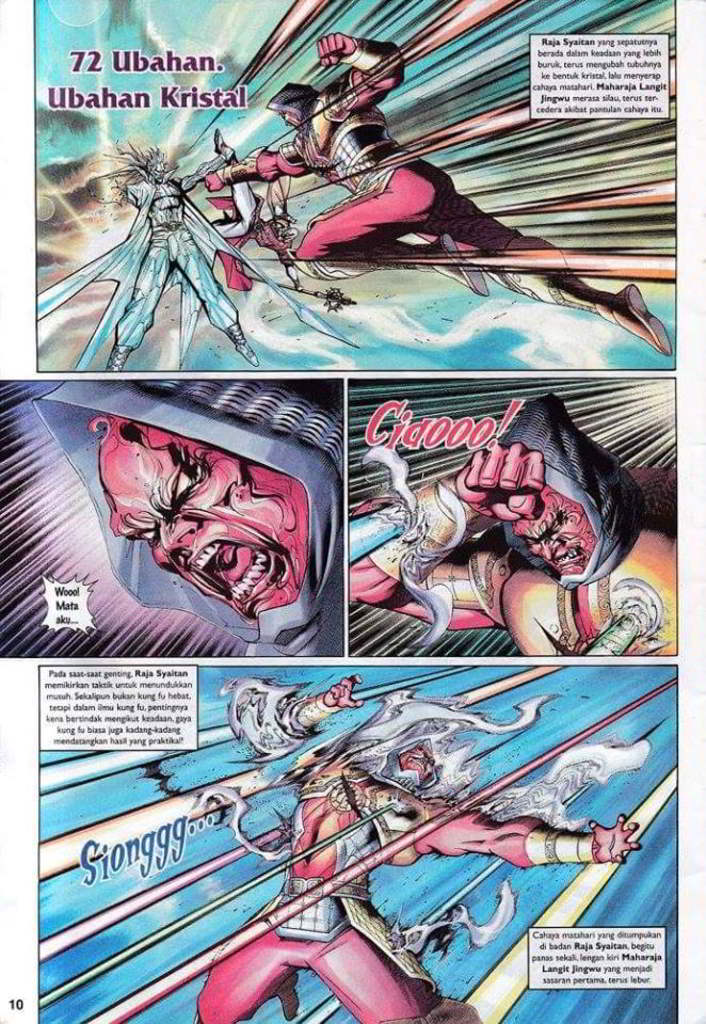 72 Ubahan.
Ubahan Kristal
Raja Syaitan yang sepatutnya
berada dalam keadaan yang lebih
buruk, terus mengubah tubuhnya
ke bentuk kristal, lalu menyerap
cahaya matahari. Maharaja Langit
Jingwu merasa silau, terus ter-
cedera akibat pantulan cahaya itu.
Wooo!
Mata
aku...
Ciaooo!
Pada saat-saat genting, Raja Syaitan
memikirkan taktik untuk menundukkan
musuh. Sekalipun bukan kung fu hebat,
tetapi dalam ilmu kung fu, pentingnya
kena bertindak mengikut keadaan, gaya
kung fu biasa juga kadang-kadang
mendatangkan hasil yang praktikal!
Sionggg...
Cahaya matahari yang ditumpukan
di badan Raja Syaitan, begitu
panas sekali, lengan kiri Maharaja
Langit Jingwu yang menjadi
sasaran pertama, terus lebur.
10